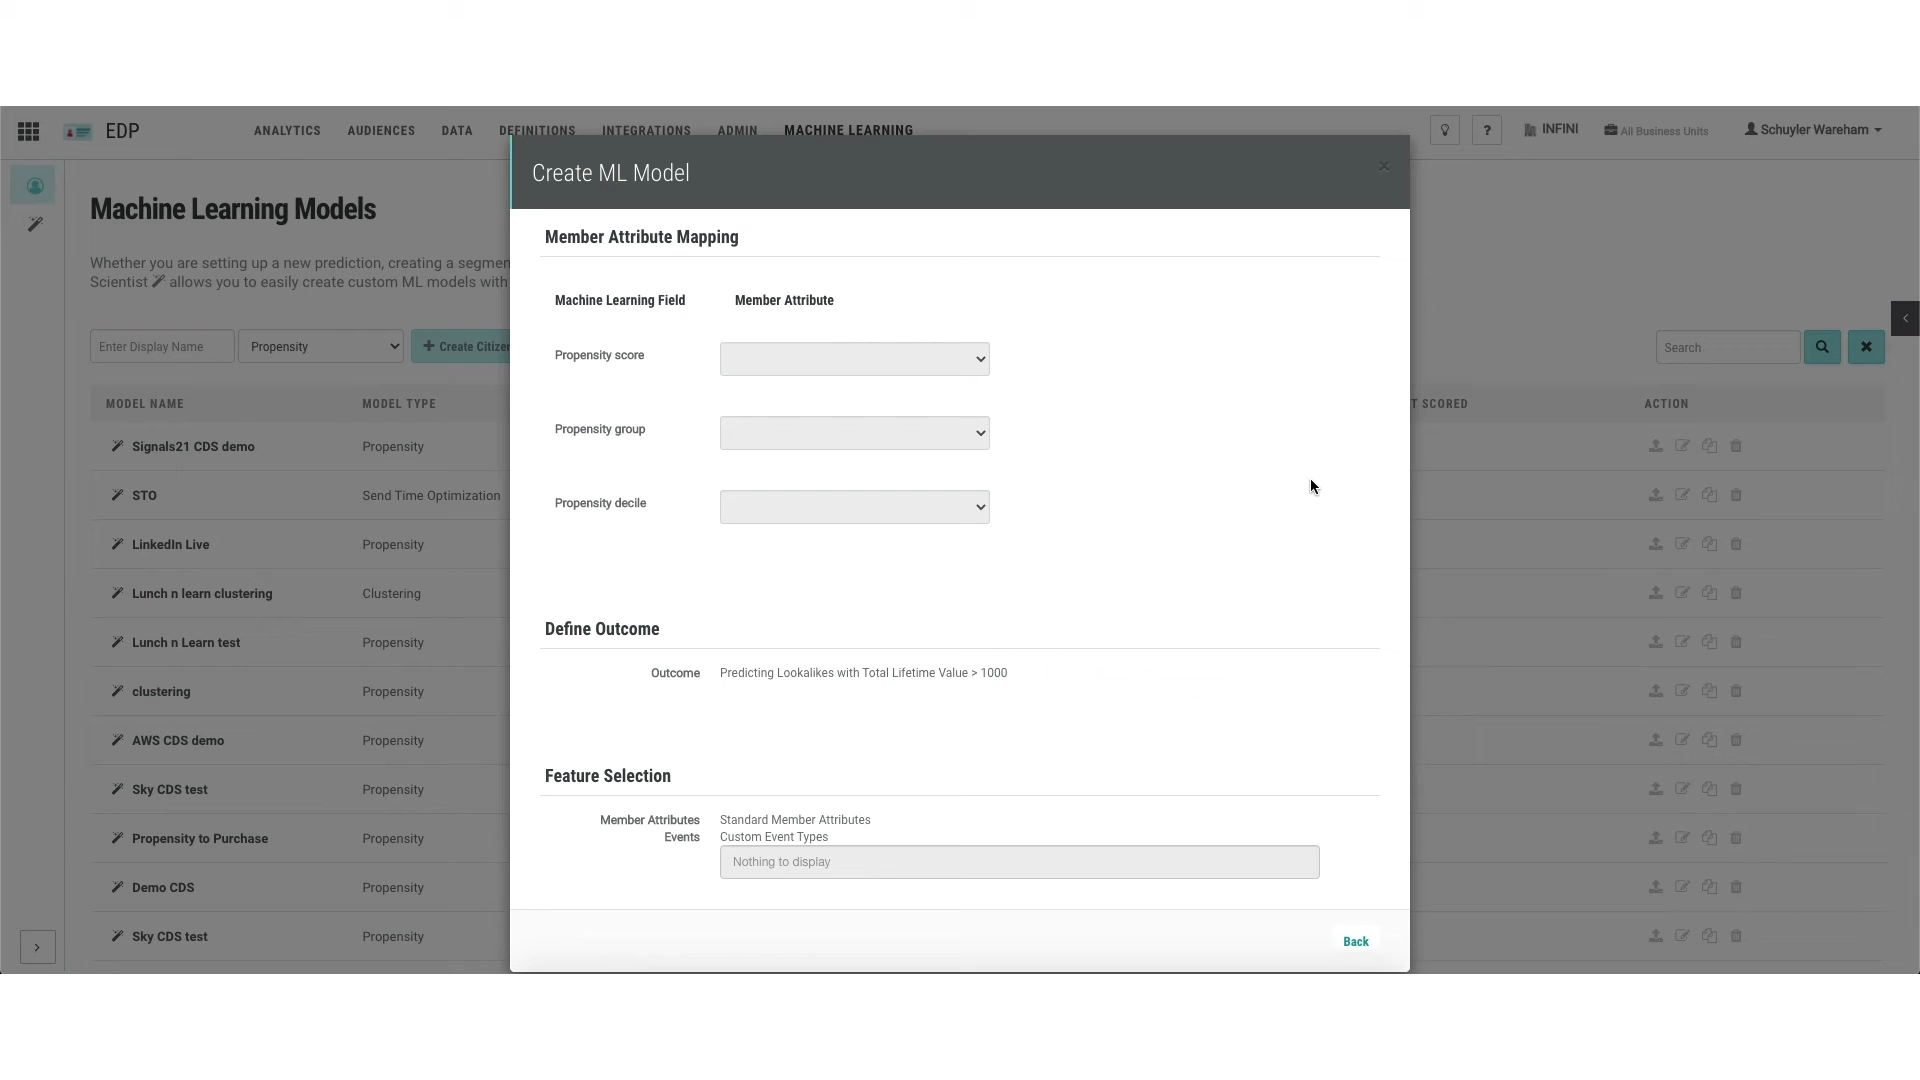 EDP
ANALYTICS
AUDIENCES
DATA
DEFINITIONS
INTEGRATIONS
ADMIN
MACHINE LEARNING
?
INFINI
All Business Units
Schuyler Wareham
Machine Learning Models
Whether you are setting up a new prediction, creating a segmen
Scientist allows you to easily create custom ML models with
Enter Display Name
Propensity
+ Create Citizen
Search
MODEL NAME
MODEL TYPE
T SCORED
ACTION
Signals21 CDS demo Propensity
STO Send Time Optimization
LinkedIn Live Propensity
Lunch n learn clustering Clustering
Lunch n Learn test Propensity
clustering Propensity
AWS CDS demo Propensity
Sky CDS test Propensity
Propensity to Purchase Propensity
Demo CDS Propensity
Sky CDS test Propensity
Create ML Model
×
Member Attribute Mapping
Machine Learning Field Member Attribute
Propensity score
Propensity group
Propensity decile
Define Outcome
Outcome Predicting Lookalikes with Total Lifetime Value > 1000
Feature Selection
Member Attributes Standard Member Attributes
Events Custom Event Types
Nothing to display
Back